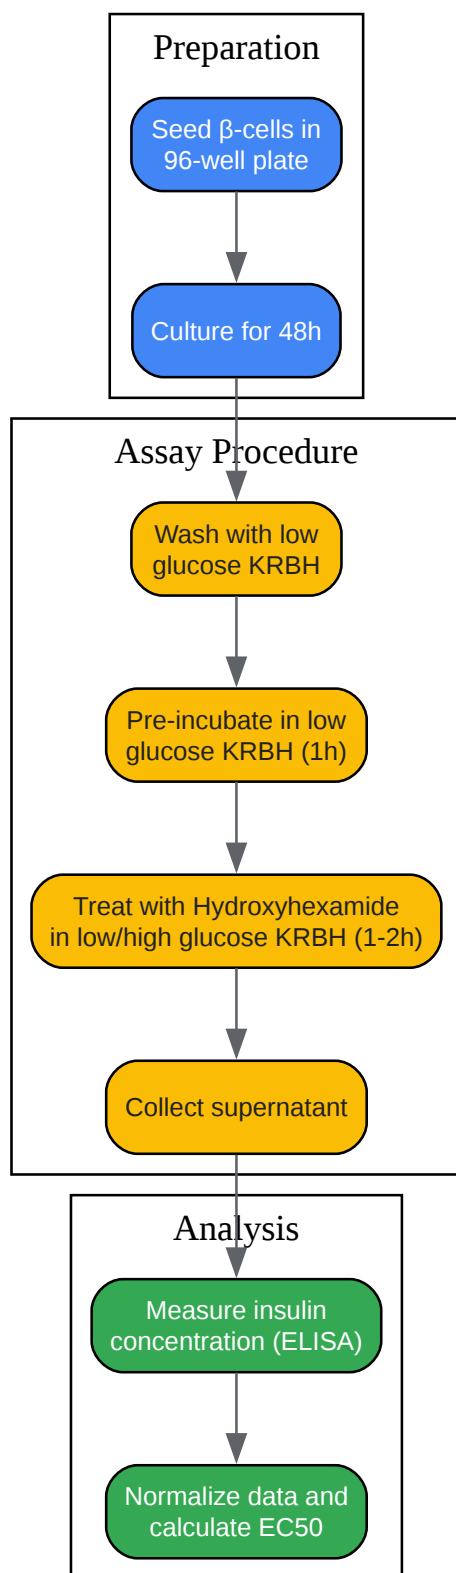 Preparation
Seed β-cells in
96-well plate
Culture for 48h
Assay Procedure
Wash with low
glucose KRBH
Pre-incubate in low
glucose KRBH (1h)
Treat with Hydroxyhexamide
in low/high glucose KRBH (1-2h)
Collect supernatant
Analysis
Measure insulin
concentration (ELISA)
Normalize data and
calculate EC50